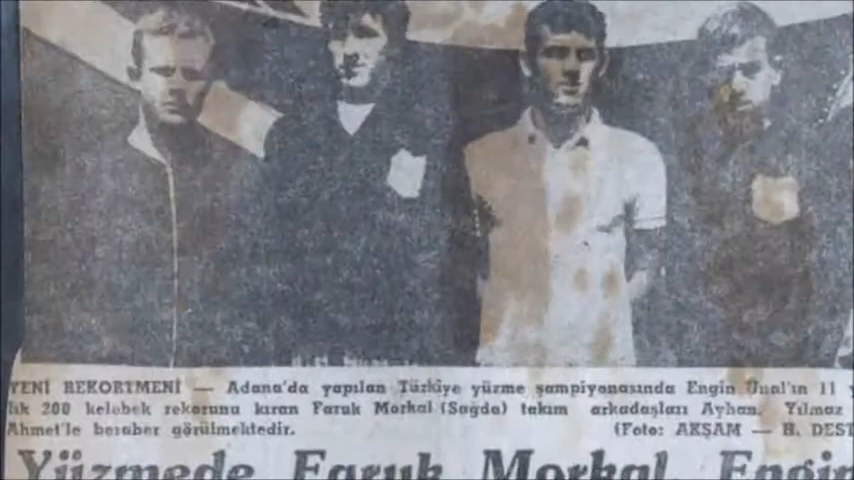 YENİ REKORTMENİ — Adana'da yapılan Türkiye yüzme şampiyonasında Engin Ünal'ın 11 y
lık 200 kelebek rekorunu kıran Faruk Morkal (Sağda) takım arkadaşları Ayhan, Yılmaz
Ahmet'le beraber görülmektedir. (Foto: AKŞAM — H. DEST
Yüzmede Faruk Morkal, Engin